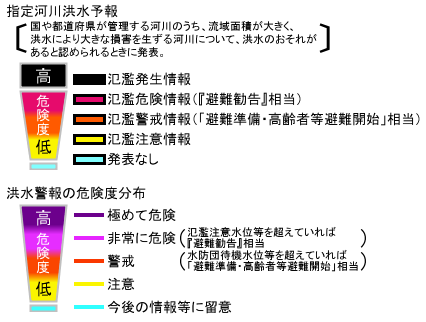 指定河川洪水予報
国や都道府県が管理する河川のうち、流域面積が大きく、
洪水により大きな損害を生ずる河川について、洪水のおそれが
あると認められるときに発表。
高
危険度
低
氾濫発生情報
氾濫危険情報(『避難勧告』相当)
氾濫警戒情報(「避難準備・高齢者等避難開始」相当)
氾濫注意情報
発表なし
洪水警報の危険度分布
高
危険度
低
極めて危険
非常に危険(氾濫注意水位等を超えていれば
『避難勧告』相当)
警戒(水防団待機水位等を超えていれば
「避難準備・高齢者等避難開始」相当)
注意
今後の情報等に留意